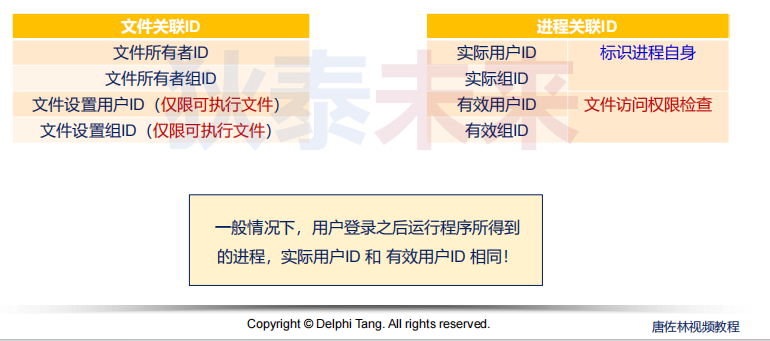 文件关联ID
文件所有者ID
文件所有者组ID
文件设置用户ID（仅限可执行文件）
文件设置组ID（仅限可执行文件）
进程关联ID
实际用户ID 标识进程自身
实际组ID
有效用户ID 文件访问权限检查
有效组ID
狄泰未来
一般情况下，用户登录之后运行程序所得到
的进程，实际用户ID 和 有效用户ID 相同！
Copyright © Delphi Tang. All rights reserved.
唐佐林视频教程